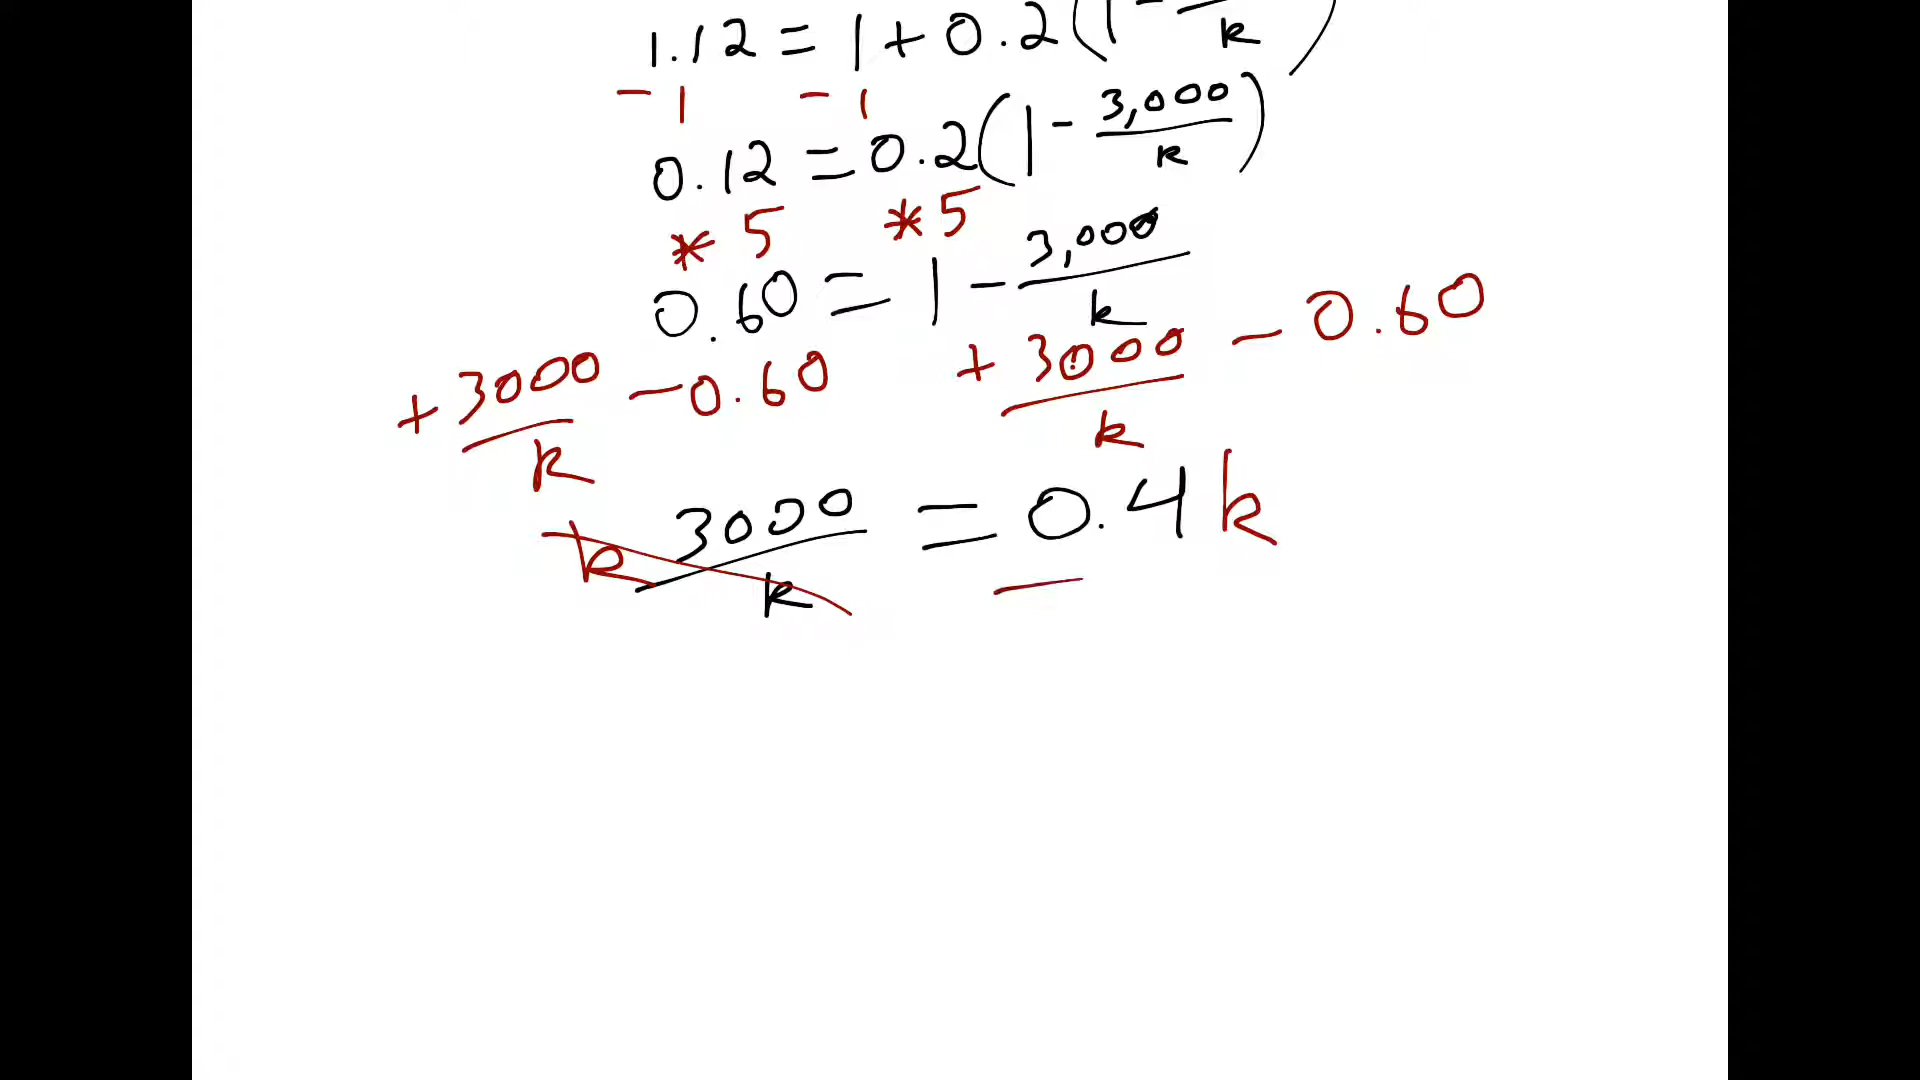 1.12 = 1 + 0.2(1 - /k)
-1 -1
0.12 = 0.2(1 - 3,000/k)
* 5 * 5
0.60 = 1 - 3,000/k
+ 3000/k - 0.60 + 3000/k - 0.60
k 3000/k = 0.4 k